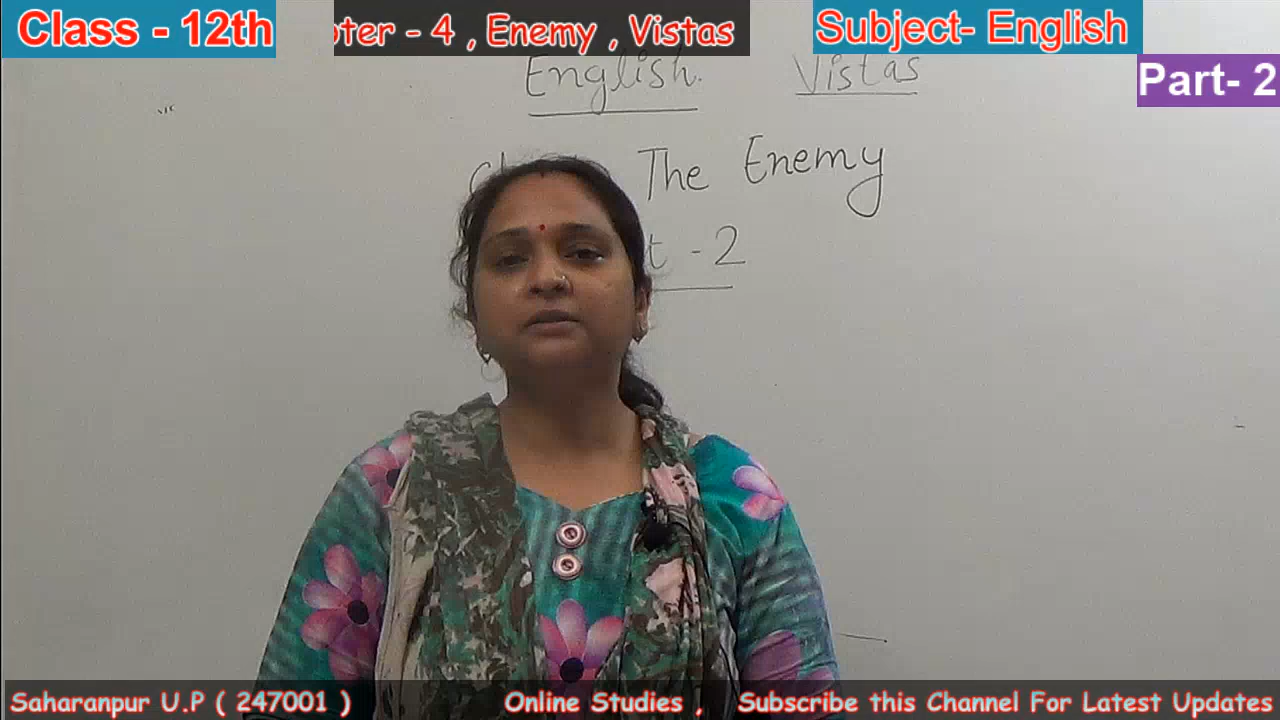 Class - 12th
pter - 4 , Enemy , Vistas
Subject- English
Part- 2
English. Vistas
The Enemy
- 2
Saharanpur U.P ( 247001 )
Online Studies , Subscribe this Channel For Latest Updates